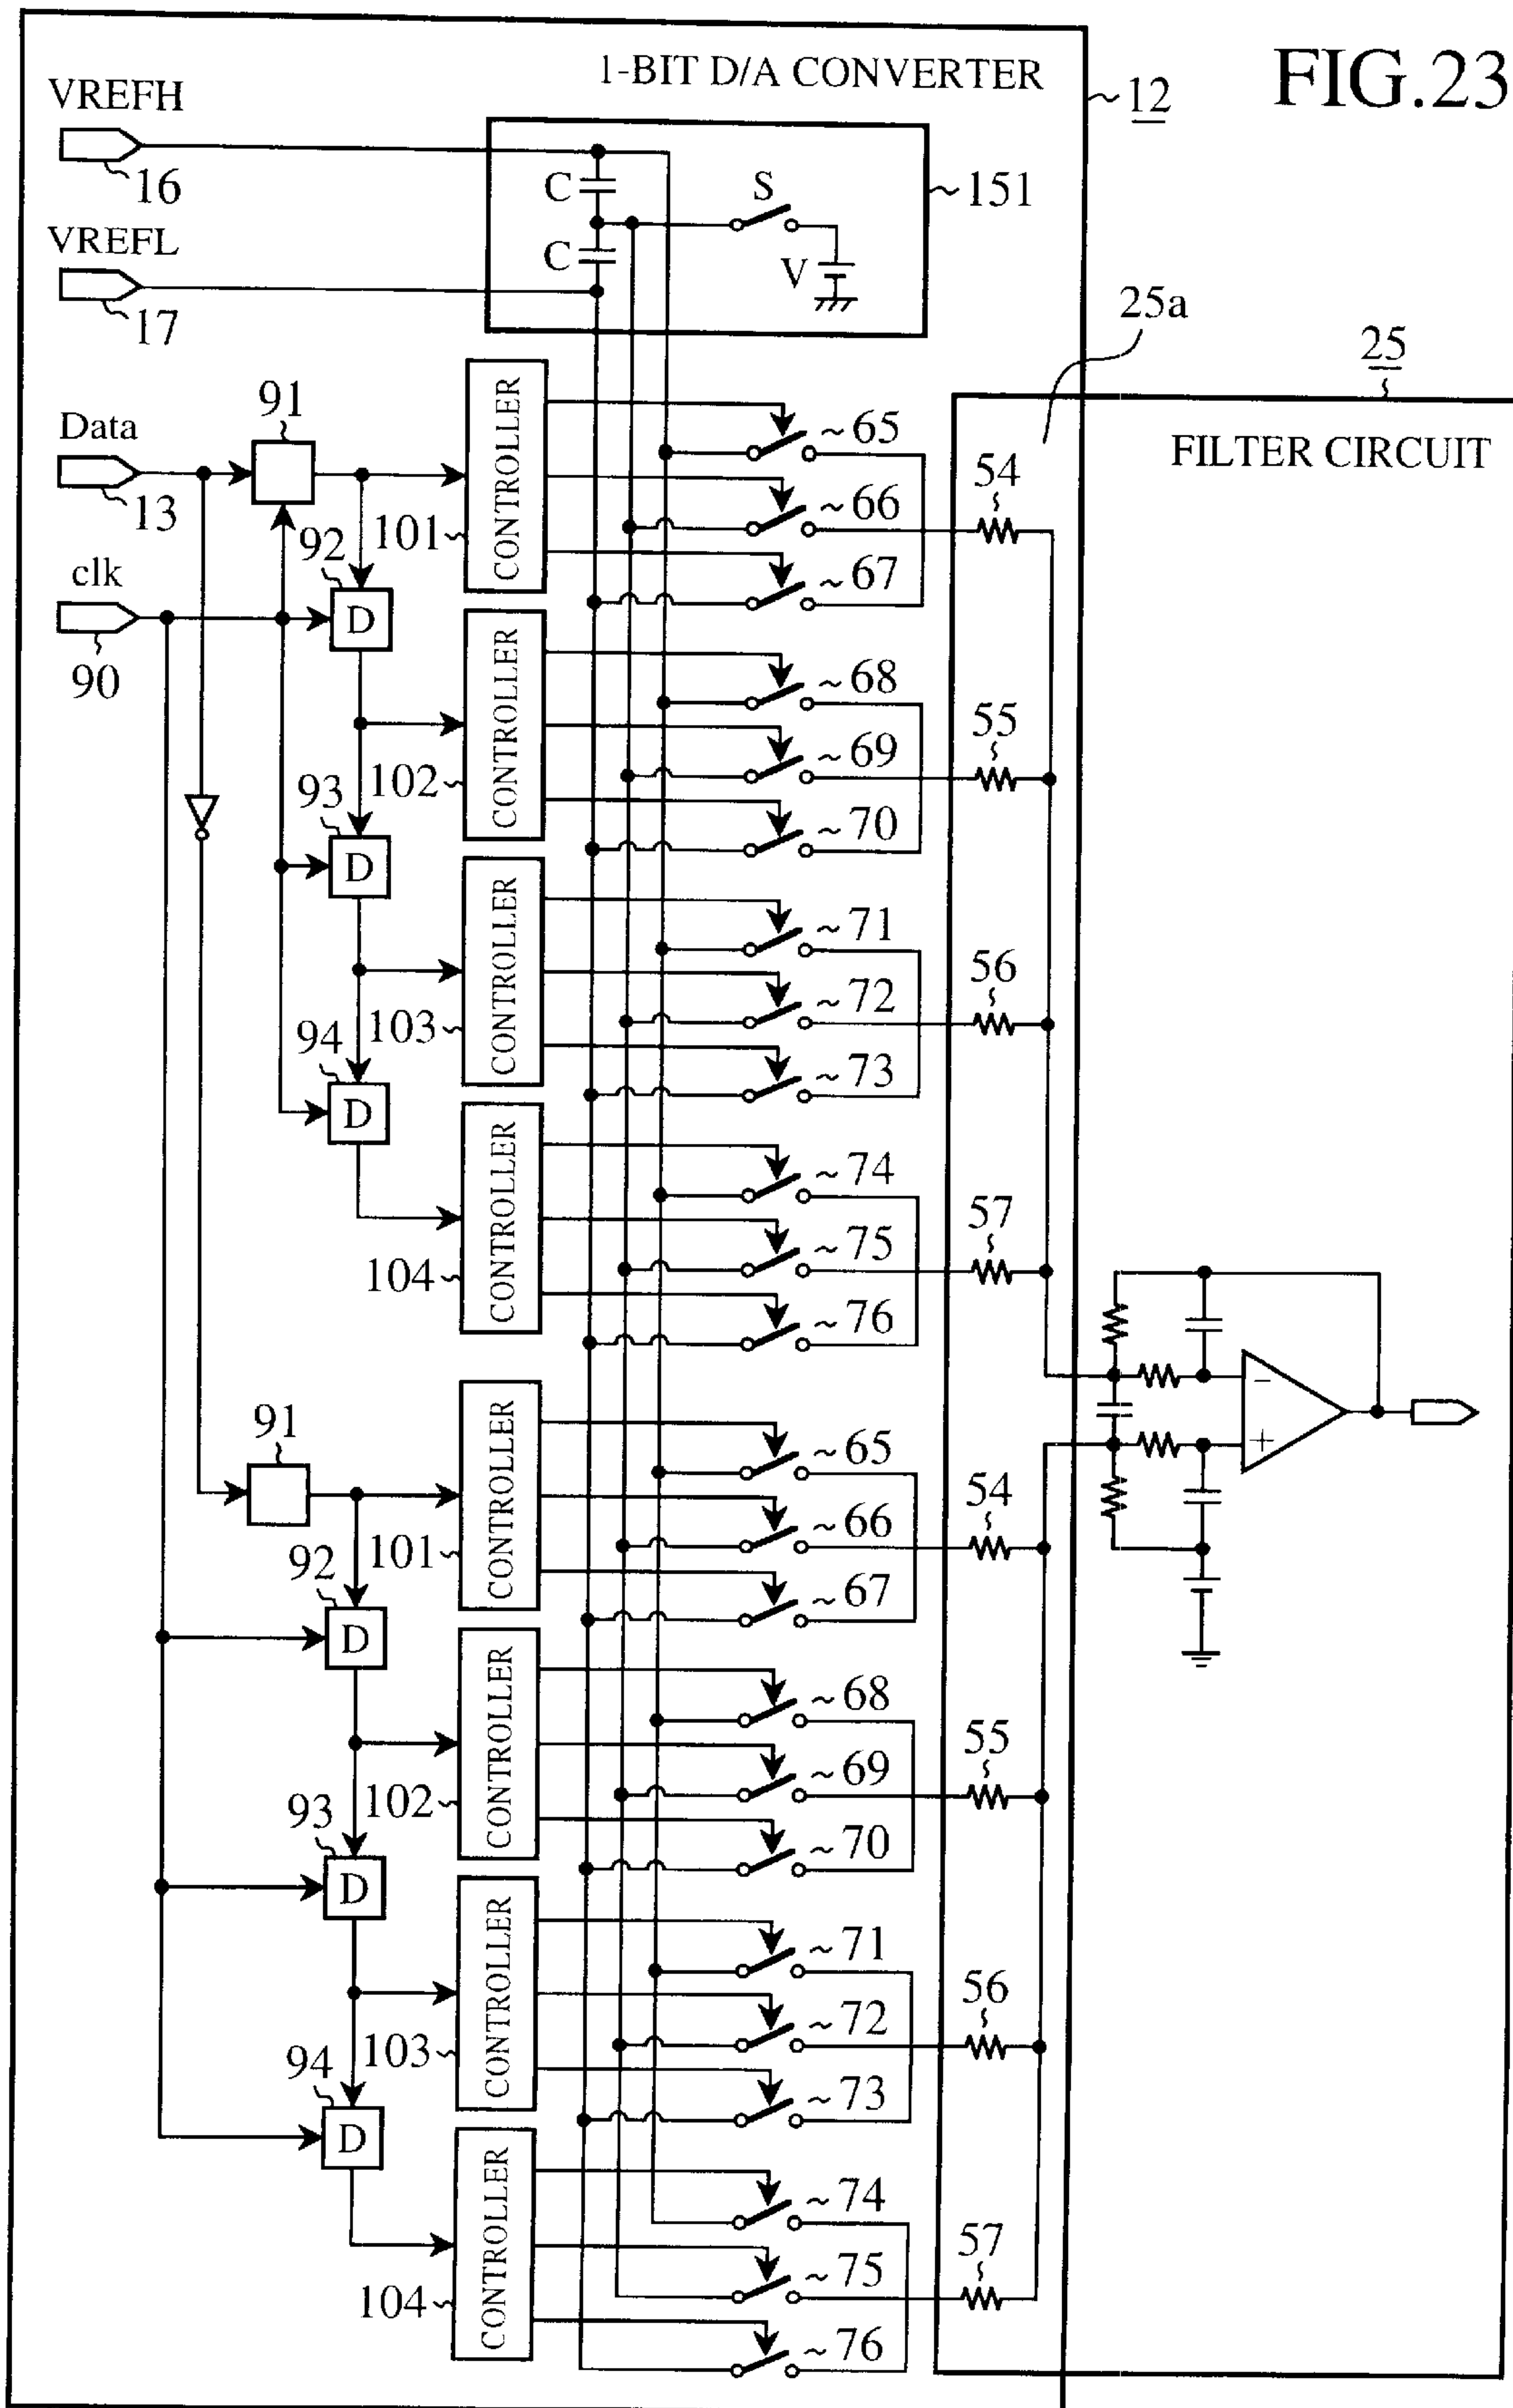 FIG.23
1-BIT D/A CONVERTER
12
VREFH
16
C
S
151
VREFL
C
V
17
25a
25
FILTER CIRCUIT
Data
13
91
CONTROLLER
101
65
66
67
54
clk
90
92
D
CONTROLLER
102
68
69
70
55
93
D
CONTROLLER
103
71
72
73
56
94
D
CONTROLLER
104
74
75
76
57
−
+
91
CONTROLLER
101
65
66
67
54
92
D
CONTROLLER
102
68
69
70
55
93
D
CONTROLLER
103
71
72
73
56
94
D
CONTROLLER
104
74
75
76
57